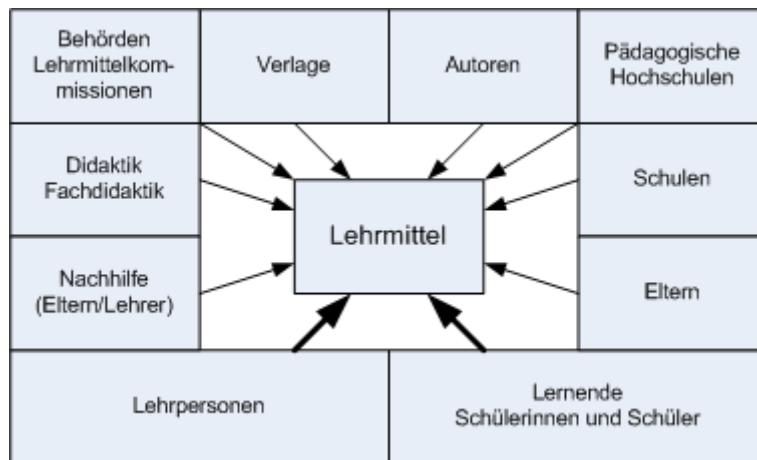 Behörden
Lehrmittelkom-
missionen
Verlage
Autoren
Pädagogische
Hochschulen
Didaktik
Fachdidaktik
Lehrmittel
Schulen
Nachhilfe
(Eltern/Lehrer)
Eltern
Lehrpersonen
Lernende
Schülerinnen und Schüler